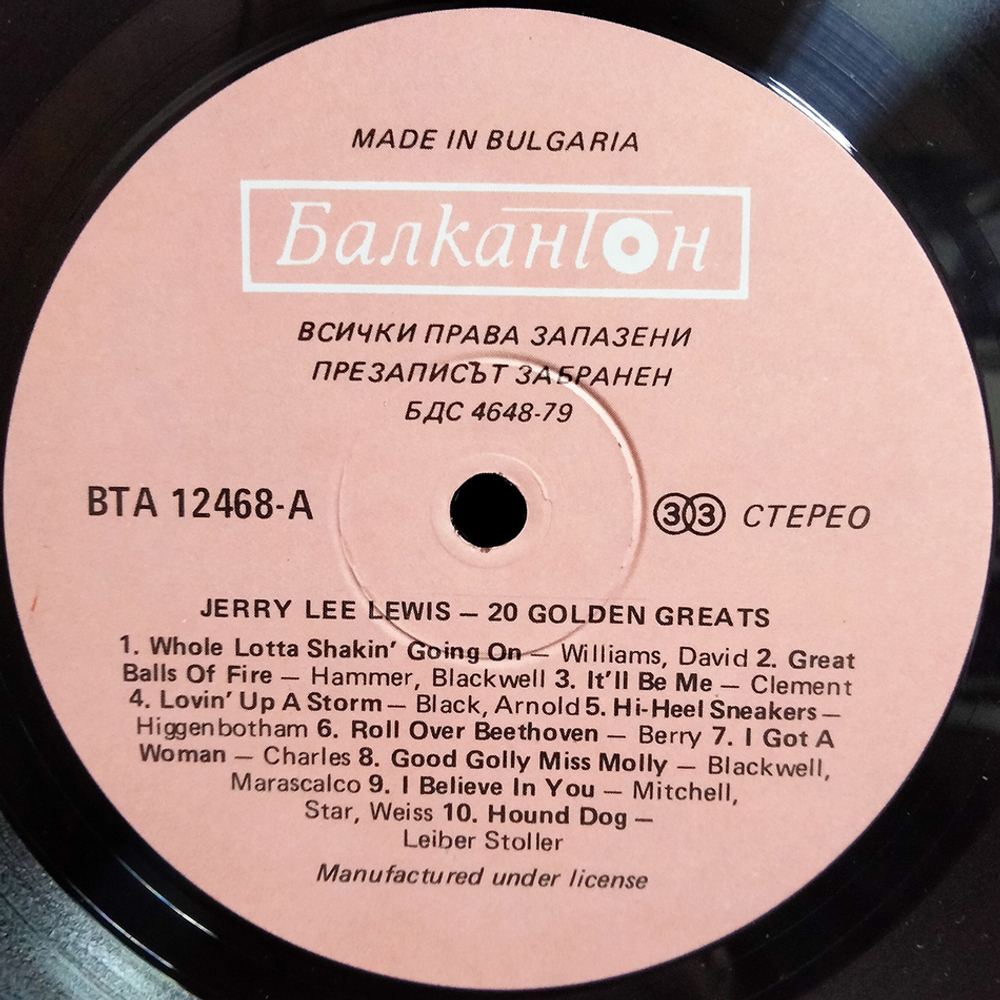 MADE IN BULGARIA
Балкантон
ВСИЧКИ ПРАВА ЗАПАЗЕНИ
ПРЕЗАПИСЪТ ЗАБРАНЕН
БДС 4648-79
ВТА 12468-А
33 СТЕРЕО
JERRY LEE LEWIS – 20 GOLDEN GREATS
1. Whole Lotta Shakin' Going On – Williams, David 2. Great
Balls Of Fire – Hammer, Blackwell 3. It'll Be Me – Clement
4. Lovin' Up A Storm – Black, Arnold 5. Hi-Heel Sneakers –
Higgenbotham 6. Roll Over Beethoven – Berry 7. I Got A
Woman – Charles 8. Good Golly Miss Molly – Blackwell,
Marascalco 9. I Believe In You – Mitchell,
Star, Weiss 10. Hound Dog –
Leiber Stoller
Manufactured under license